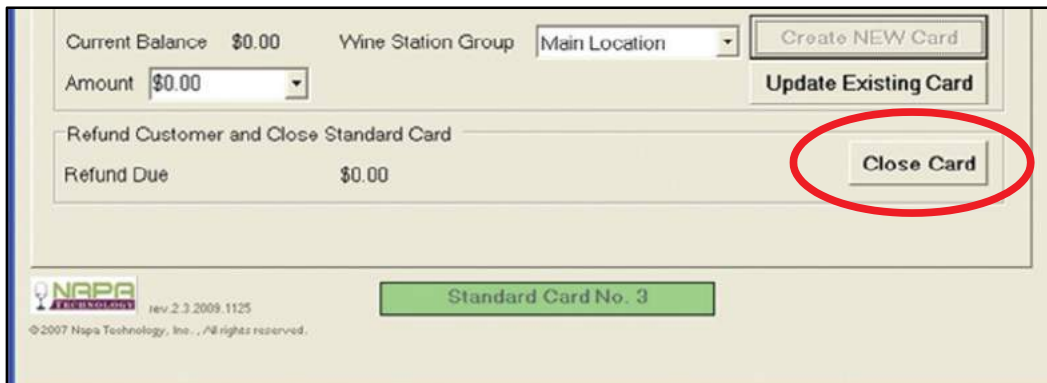 Current Balance $0.00 Wine Station Group Main Location Create NEW Card
Amount $0.00 Update Existing Card
Refund Customer and Close Standard Card
Close Card
Refund Due $0.00
NAPA
TECHNOLOGY rev.2.3.2009.1125
Standard Card No. 3
©2007 Napa Technology, Inc., All rights reserved.